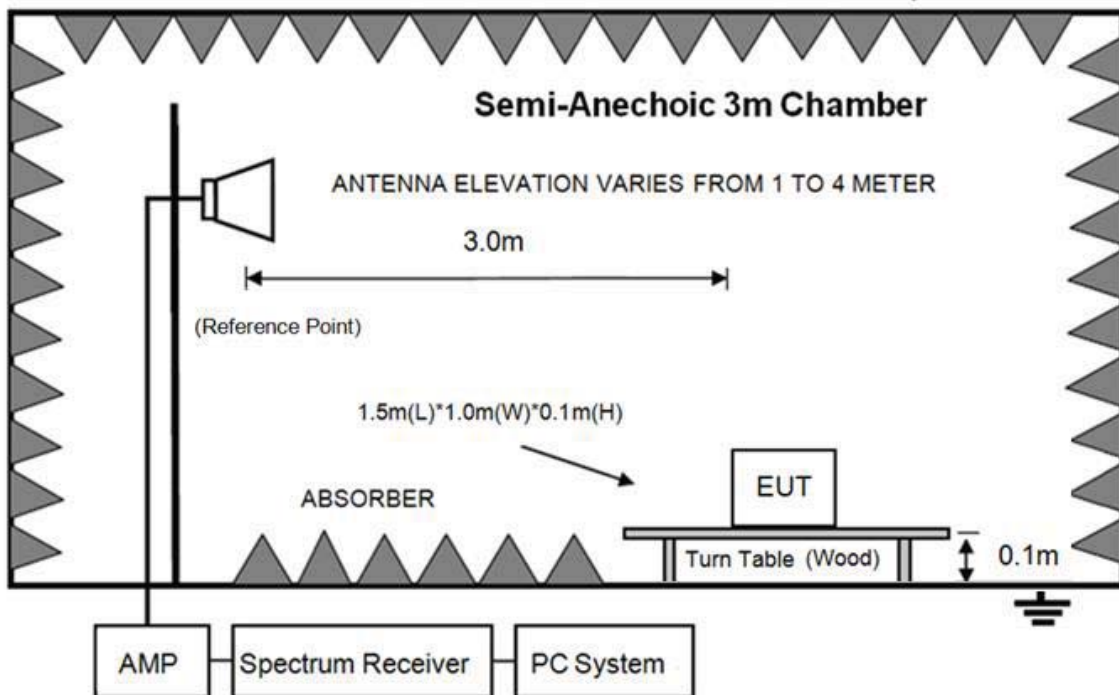 Semi-Anechoic 3m Chamber
ANTENNA ELEVATION VARIES FROM 1 TO 4 METER
3.0m
(Reference Point)
1.5m(L)*1.0m(W)*0.1m(H)
ABSORBER
EUT
Turn Table (Wood)
0.1m
AMP
Spectrum Receiver
PC System